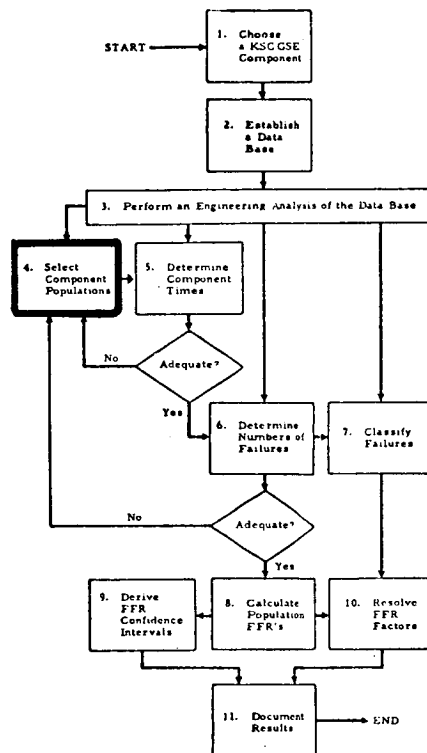 1. Choose
a KSC GSE
Component
START
2. Establish
a Data
Base
3. Perform an Engineering Analysis of the Data Base
4. Select
Component
Populations
5. Determine
Component
Times
No
Adequate?
Yes
6. Determine
Numbers of
Failures
7. Classify
Failures
No
Adequate?
Yes
9. Derive
FFR
Confidence
Intervals
8. Calculate
Population
FFR's
10. Resolve
FFR
Factors
11. Document
Results
END